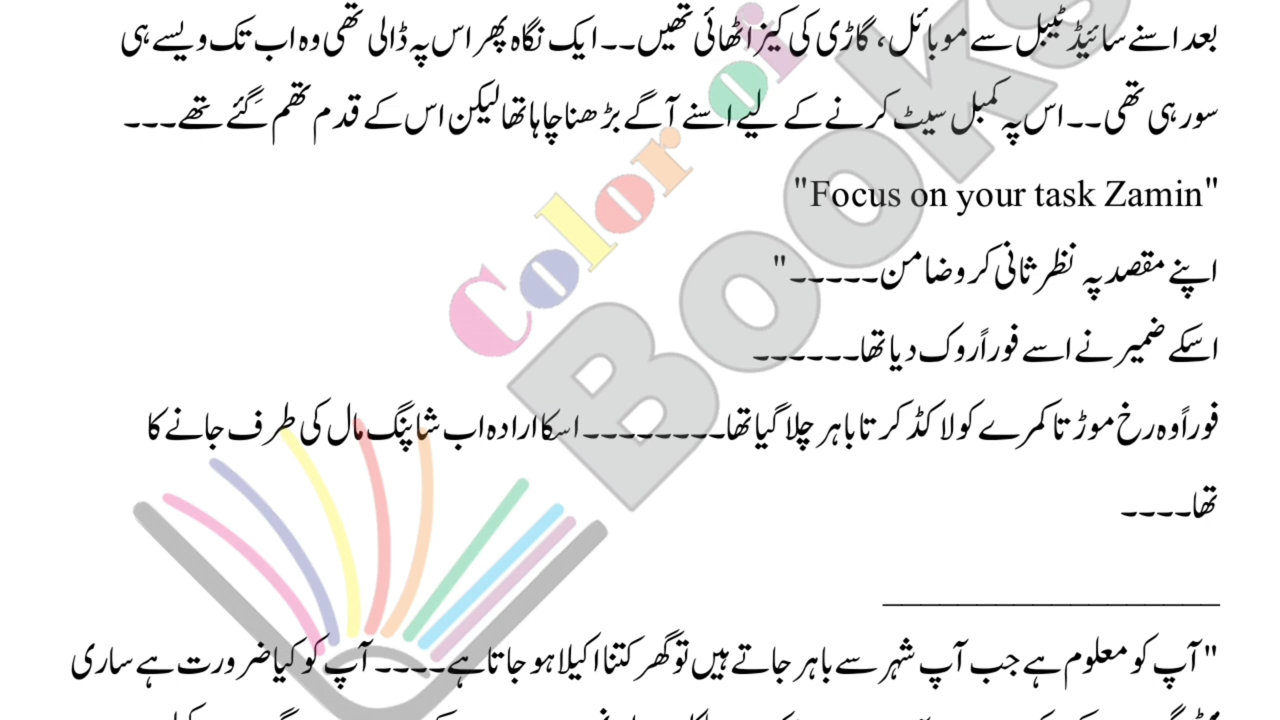 بعد اسنے سائیڈ ٹیبل سے موبائل، گاڑی کی کیز اٹھائی تھیں۔۔ ایک نگاہ پھر اس پہ ڈالی تھی وہ اب تک ویسے ہی
سو رہی تھی۔۔ اس پہ کمبل سیٹ کرنے کے لیے اسنے آگے بڑھنا چاہا تھا لیکن اس کے قدم تھم گئے تھے۔۔۔
"Focus on your task Zamin"
اپنے مقصد پہ نظر ثانی کرو ضامن۔۔۔۔۔"
اسکے ضمیر نے اسے فوراً روک دیا تھا۔۔۔۔۔۔
فوراً وہ رخ موڑتا کمرے کو لاکڈ کرتا باہر چلا گیا تھا۔۔۔۔۔۔۔۔ اسکا ارادہ اب شاپنگ مال کی طرف جانے کا
تھا۔۔۔۔
"آپ کو معلوم ہے جب آپ شہر سے باہر جاتے ہیں تو گھر کتنا اکیلا ہو جاتا ہے۔۔۔۔ آپ کو کیا ضرورت ہے ساری
Color of Books